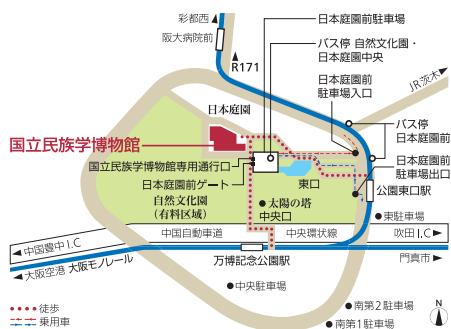 彩都西
阪大病院前
R171
日本庭園前駐車場
バス停 自然文化園・
日本庭園中央
日本庭園前
駐車場入口
JR茨木
日本庭園
国立民族学博物館
バス停
日本庭園前
国立民族学博物館専用通行口
日本庭園前ゲート
日本庭園前
駐車場出口
東口
自然文化園
(有料区域)
太陽の塔
中央口
公園東口駅
東駐車場
中国自動車道
中央環状線
吹田I.C
中国豊中I.C
大阪空港 大阪モノレール
万博記念公園駅
門真市
中央駐車場
南第2駐車場
南第1駐車場
徒歩
乗用車
N